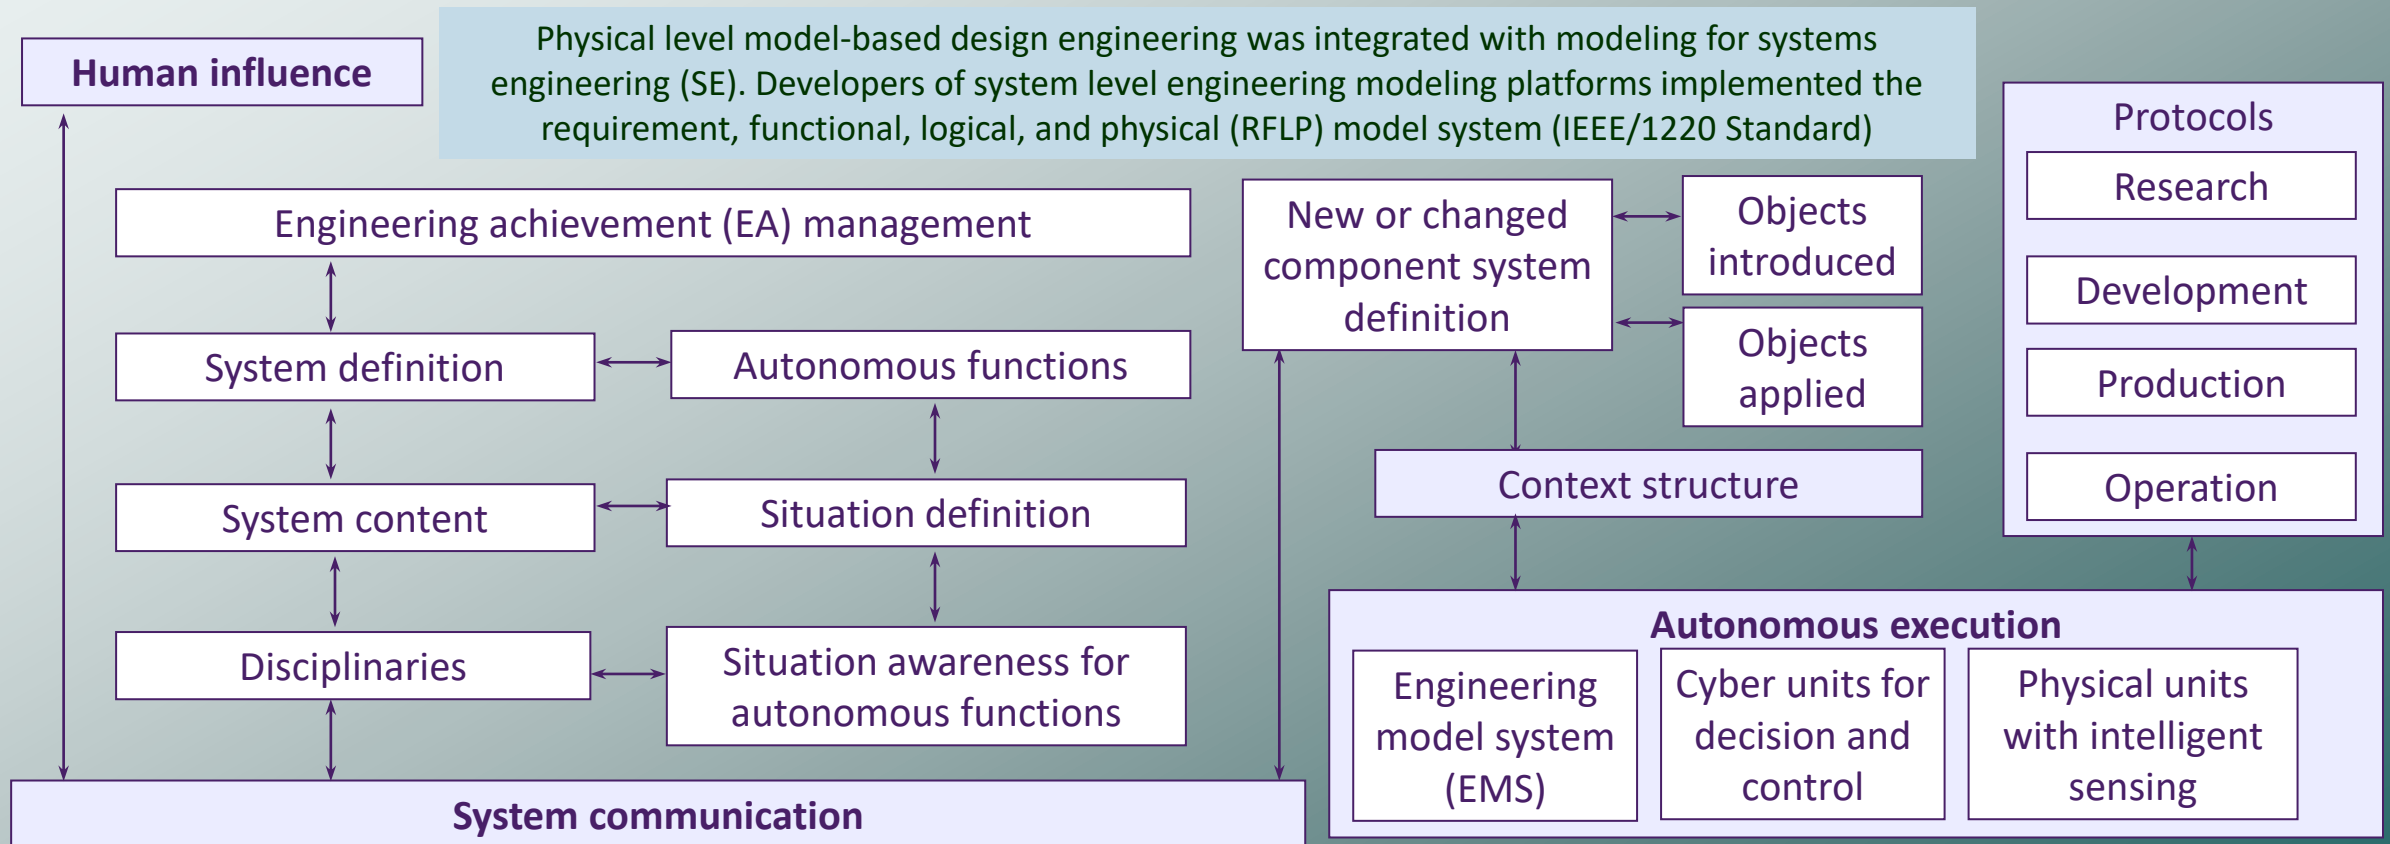 Human influence
Physical level model-based design engineering was integrated with modeling for systems
engineering (SE). Developers of system level engineering modeling platforms implemented the
requirement, functional, logical, and physical (RFLP) model system (IEEE/1220 Standard)
Engineering achievement (EA) management
System definition
Autonomous functions
System content
Situation definition
Disciplinaries
Situation awareness for
autonomous functions
System communication
New or changed
component system
definition
Objects
introduced
Objects
applied
Context structure
Protocols
Research
Development
Production
Operation
Autonomous execution
Engineering
model system
(EMS)
Cyber units for
decision and
control
Physical units
with intelligent
sensing